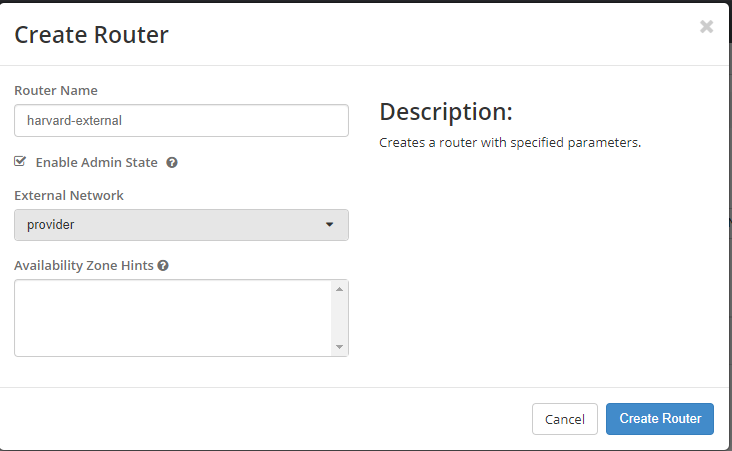 Create Router
×
Router Name
harvard-external
Enable Admin State
External Network
provider
Availability Zone Hints
Description:
Creates a router with specified parameters.
Cancel
Create Router